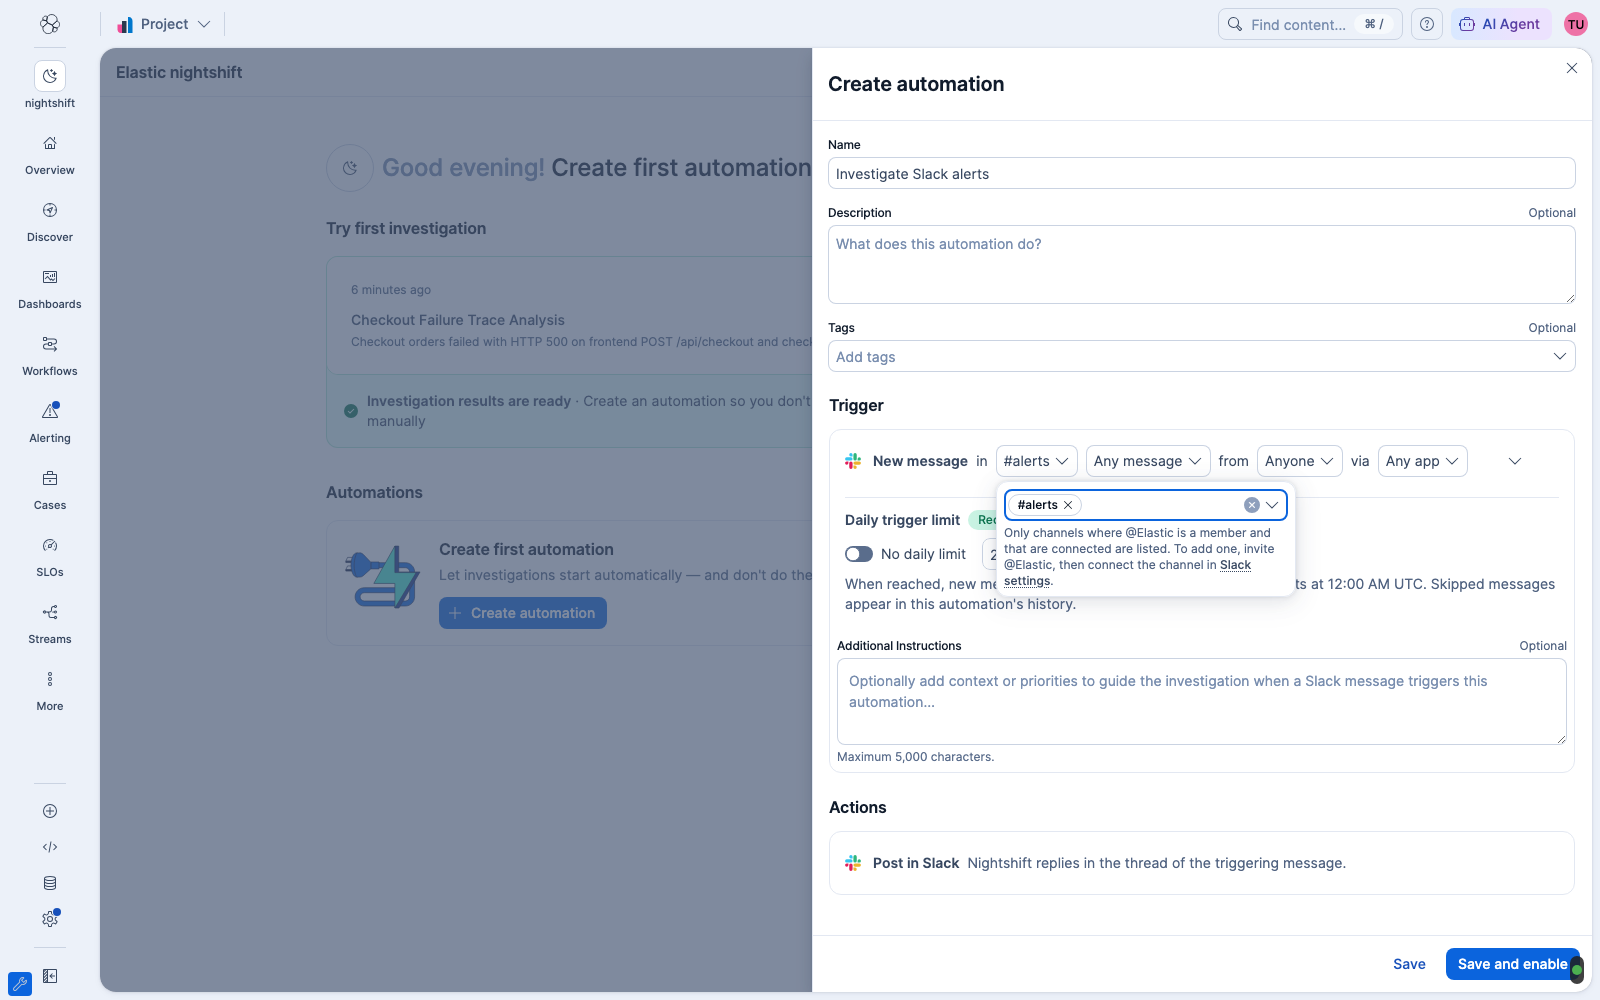 Project
Find content...
⌘ /
AI Agent
TU
nightshift
Overview
Discover
Dashboards
Workflows
Alerting
Cases
SLOs
Streams
More
Elastic nightshift
Good evening! Create first automation
Try first investigation
6 minutes ago
Checkout Failure Trace Analysis
Checkout orders failed with HTTP 500 on frontend POST /api/checkout and
Investigation results are ready · Create an automation so you don't
manually
Automations
Create first automation
Let investigations start automatically — and don't do the
Create automation
Create automation
Name
Investigate Slack alerts
Description
Optional
What does this automation do?
Tags
Optional
Add tags
Trigger
New message in #alerts Any message from Anyone via Any app
#alerts
Only channels where @Elastic is a member and
that are connected are listed. To add one, invite
@Elastic, then connect the channel in Slack
settings.
Daily trigger limit
No daily limit
When reached, new
at 12:00 AM UTC. Skipped messages
appear in this automation's history.
Additional Instructions
Optional
Optionally add context or priorities to guide the investigation when a Slack message triggers this
automation...
Maximum 5,000 characters.
Actions
Post in Slack Nightshift replies in the thread of the triggering message.
Save
Save and enable